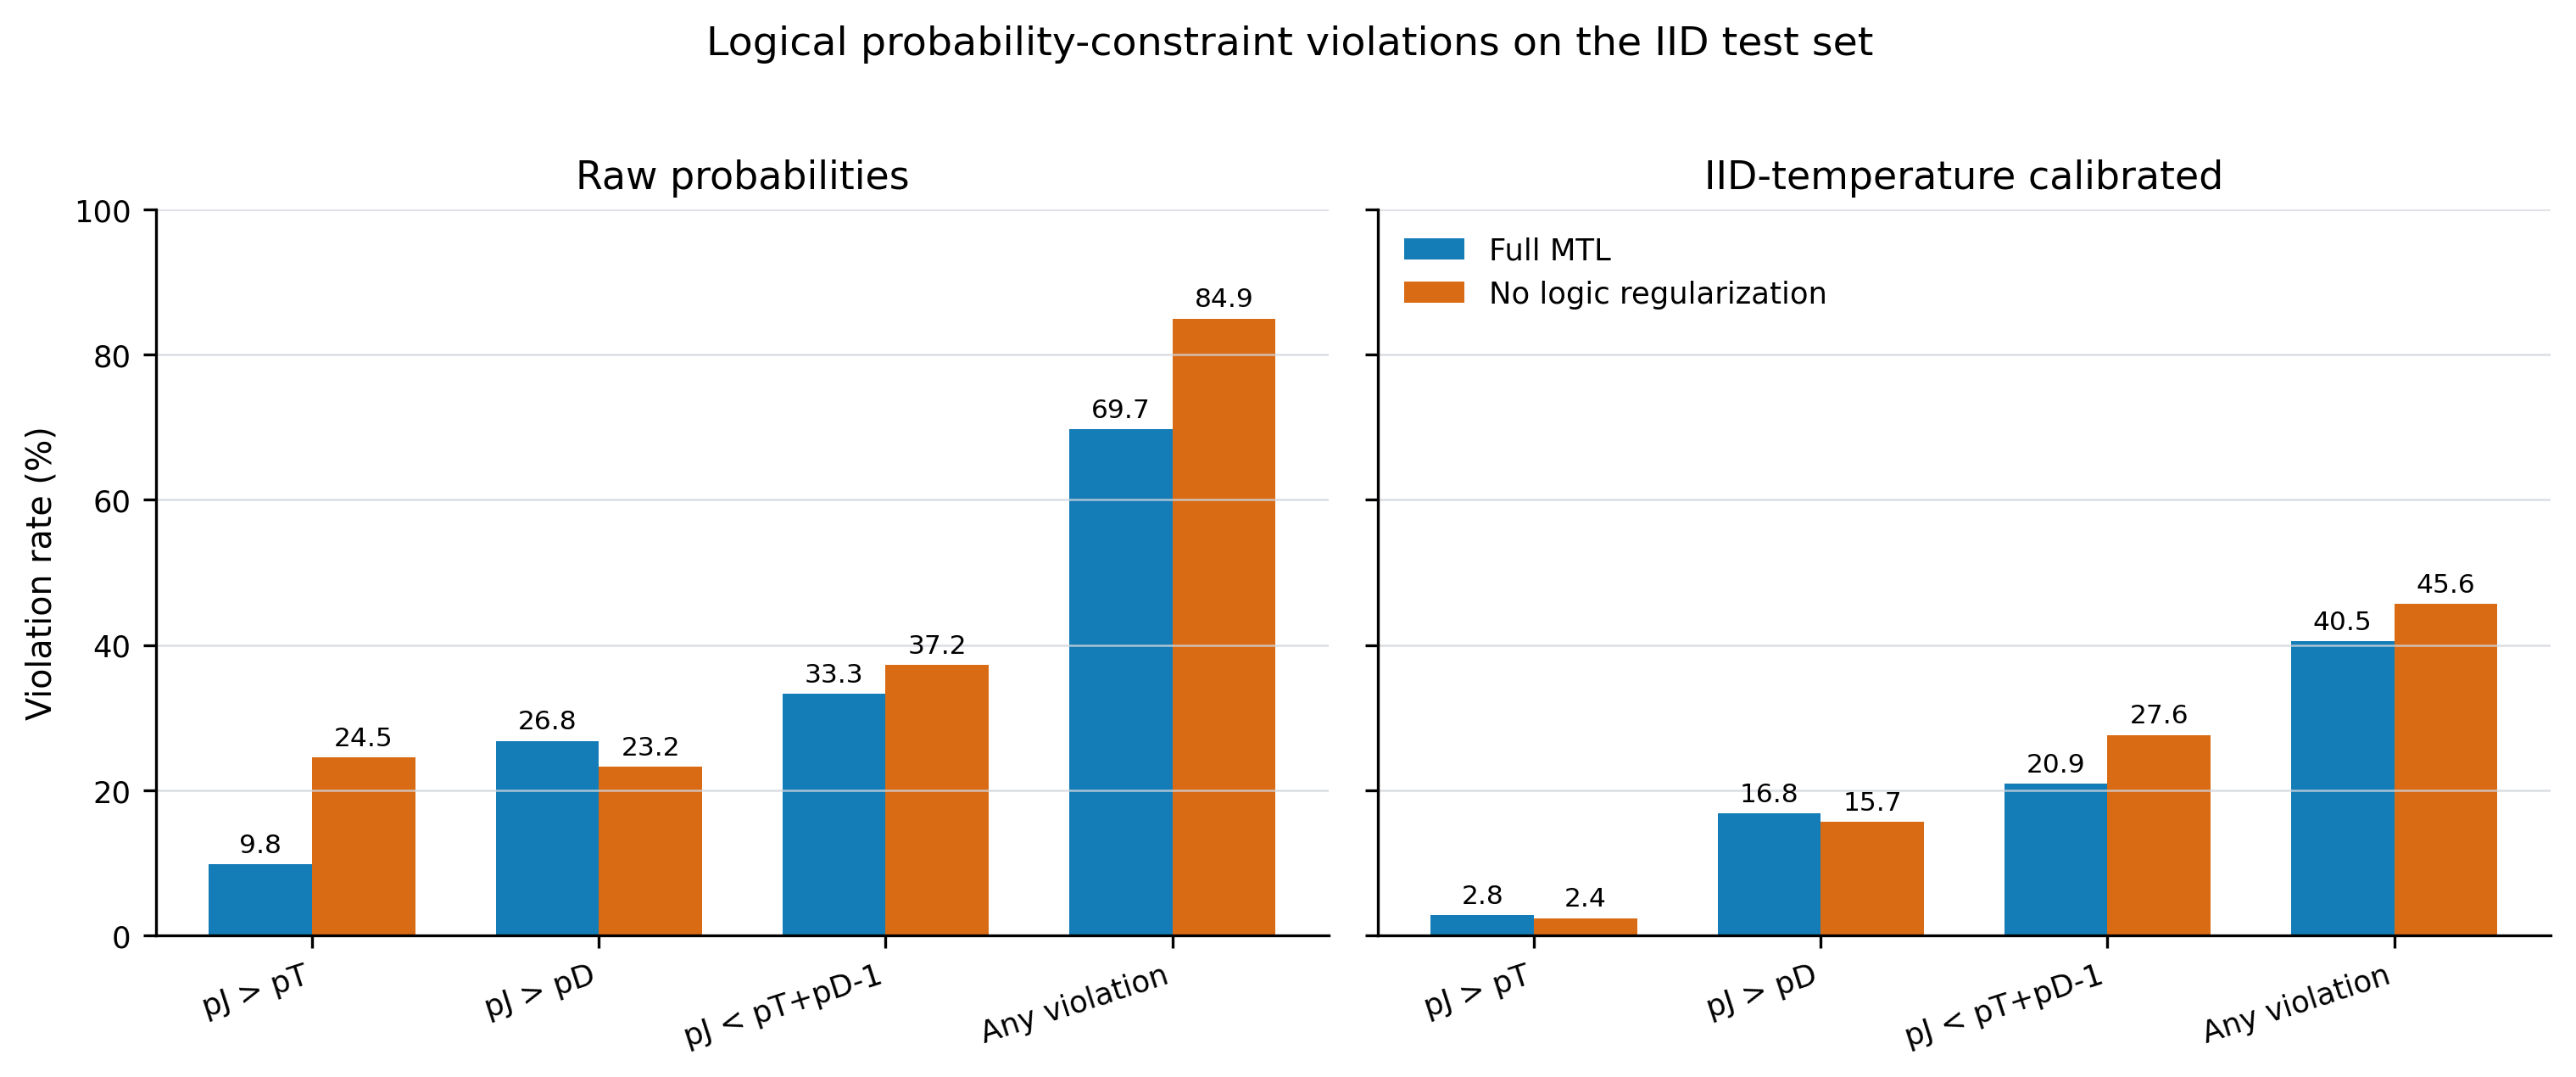 Logical probability-constraint violations on the IID test set
Raw probabilities
Violation rate (%)
100
80
60
40
20
0
9.8
24.5
26.8
23.2
33.3
37.2
69.7
84.9
pJ > pT
pJ > pD
pJ < pT+pD-1
Any violation
IID-temperature calibrated
Full MTL
No logic regularization
2.8
2.4
16.8
15.7
20.9
27.6
40.5
45.6
pJ > pT
pJ > pD
pJ < pT+pD-1
Any violation